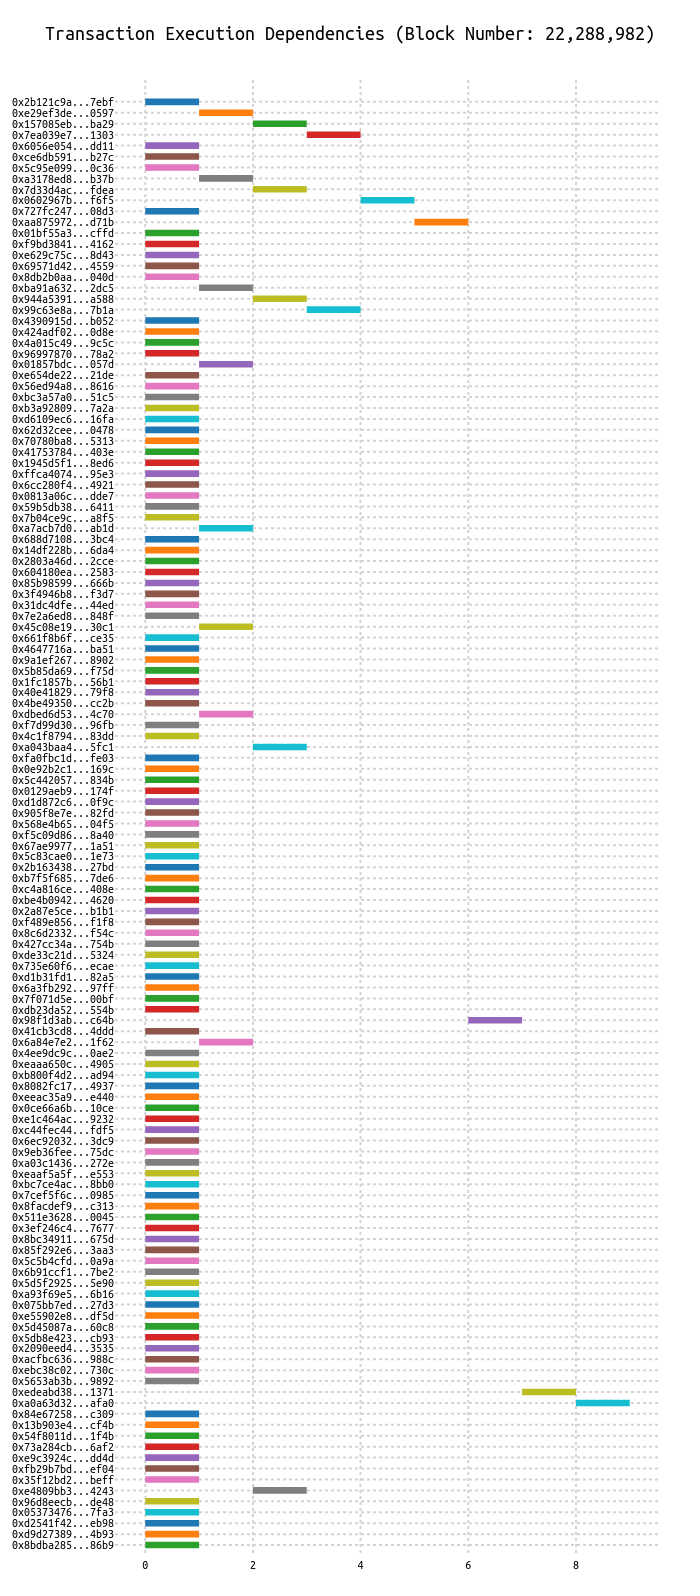 Transaction Execution Dependencies (Block Number: 22,288,982)
0x2b121c9a...7ebf
0xe29ef3de...0597
0x157085eb...ba29
0x7ea039e7...1303
0x6056e054...dd11
0xce6db591...b27c
0x5c95e099...0c36
0xa3178ed8...b37b
0x7d33d4ac...fdea
0x0602967b...f6f5
0x727fc247...08d3
0xaa875972...d71b
0x01bf55a3...cffd
0xf9bd3841...4162
0xe629c75c...8d43
0x69571d42...4559
0x8db2b0aa...040d
0xba91a632...2dc5
0x944a5391...a588
0x99c63e8a...7b1a
0x4390915d...b052
0x424adf02...0d8e
0x4a015c49...9c5c
0x96997870...78a2
0x01857bdc...057d
0xe654de22...21de
0x56ed94a8...8616
0xbc3a57a0...51c5
0xb3a92809...7a2a
0xd6109ec6...16fa
0x62d32cee...0478
0x70780ba8...5313
0x41753784...403e
0x1945d5f1...8ed6
0xffca4074...95e3
0x6cc280f4...4921
0x0813a06c...dde7
0x59b5db38...6411
0x7b04ce9c...a8f5
0xa7acb7d0...ab1d
0x688d7108...3bc4
0x14df228b...6da4
0x2803a46d...2cce
0x604180ea...2583
0x85b98599...666b
0x3f4946b8...f3d7
0x31dc4dfe...44ed
0x7e2a6ed8...848f
0x45c08e19...30c1
0x661f8b6f...ce35
0x4647716a...ba51
0x9a1ef267...8902
0x5b85da69...f75d
0x1fc1857b...56b1
0x40e41829...79f8
0x4be49350...cc2b
0xdbed6d53...4c70
0xf7d99d30...96fb
0x4c1f8794...83dd
0xa043baa4...5fc1
0xfa0fbc1d...fe03
0x0e92b2c1...169c
0x5c442057...834b
0x0129aeb9...174f
0xd1d872c6...0f9c
0x905f8e7e...82fd
0x568e4b65...04f5
0xf5c09d86...8a40
0x67ae9977...1a51
0x5c83cae0...1e73
0x2b163438...27bd
0xb7f5f685...7de6
0xc4a816ce...408e
0xbe4b0942...4620
0x2a87e5ce...b1b1
0xf489e856...f1f8
0x8c6d2332...f54c
0x427cc34a...754b
0xde33c21d...5324
0x735e60f6...ecae
0xd1b31fd1...82a5
0x6a3fb292...97ff
0x7f071d5e...00bf
0xdb23da52...554b
0x98f1d3ab...c64b
0x41cb3cd8...4ddd
0x6a84e7e2...1f62
0x4ee9dc9c...0ae2
0xeaaa650c...4905
0xb800f4d2...ad94
0x8082fc17...4937
0xeeac35a9...e440
0x0ce66a6b...10ce
0xe1c464ac...9232
0xc44fec44...fdf5
0x6ec92032...3dc9
0x9eb36fee...75dc
0xa03c1436...272e
0xeaaf5a5f...e553
0xbc7ce4ac...8bb0
0x7cef5f6c...0985
0x8facdef9...c313
0x511e3628...0045
0x3ef246c4...7677
0x8bc34911...675d
0x85f292e6...3aa3
0x5c5b4cfd...0a9a
0x6b91ccf1...7be2
0x5d5f2925...5e90
0xa93f69e5...6b16
0x075bb7ed...27d3
0xe55902e8...df5d
0x5d45087a...60c8
0x5db8e423...cb93
0x2090eed4...3535
0xacfbc636...988c
0xebc38c02...730c
0x5653ab3b...9892
0xedeabd38...1371
0xa0a63d32...afa0
0x84e67258...c309
0x13b903e4...cf4b
0x54f8011d...1f4b
0x73a284cb...6af2
0xe9c3924c...dd4d
0xfb29b7bd...ef04
0x35f12bd2...beff
0xe4809bb3...4243
0x96d8eecb...de48
0x05373476...7fa3
0xd2541f42...eb98
0xd9d27389...4b93
0x8bdba285...86b9
0 2 4 6 8